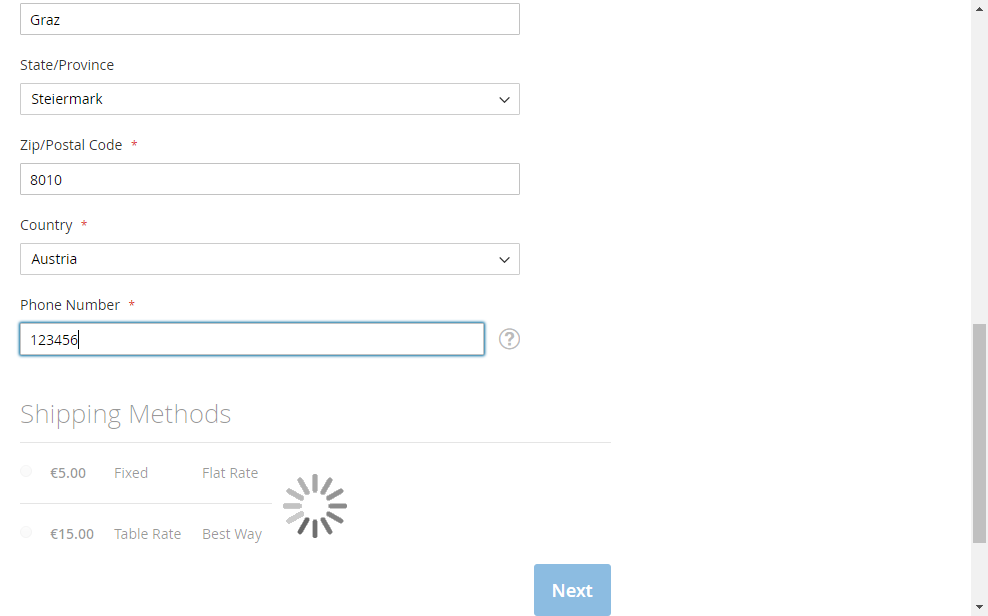 Graz
State/Province
Steiermark
Zip/Postal Code *
8010
Country *
Austria
Phone Number *
123456
?
Shipping Methods
€5.00 Fixed Flat Rate
€15.00 Table Rate Best Way
Next